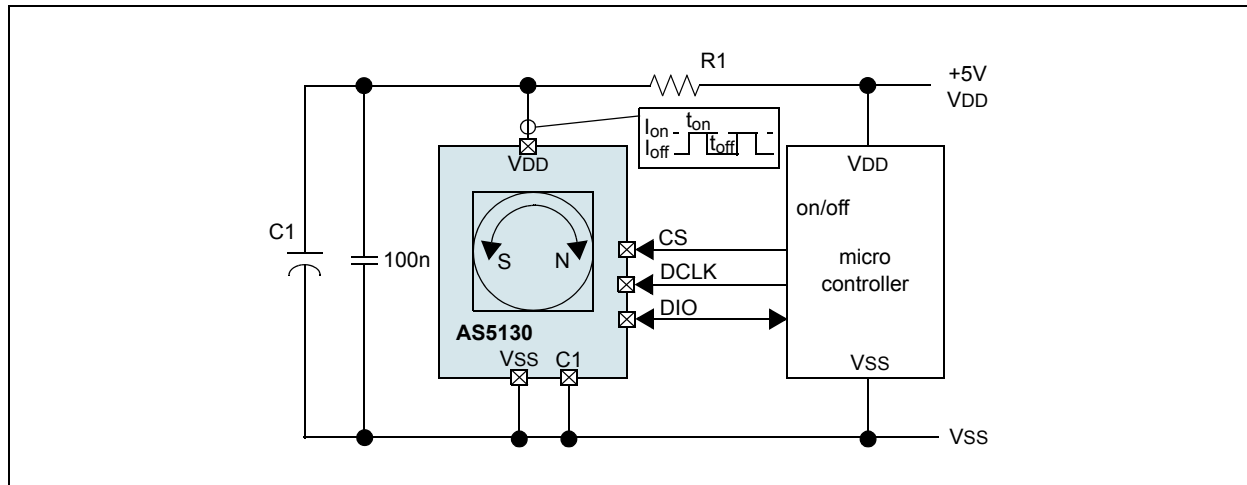 R1
+5V
VDD
Ion
ton
Ioff
toff
VDD
VDD
on/off
C1
100n
S
N
CS
DCLK
DIO
micro
controller
AS5130
VSS
C1
VSS
VSS